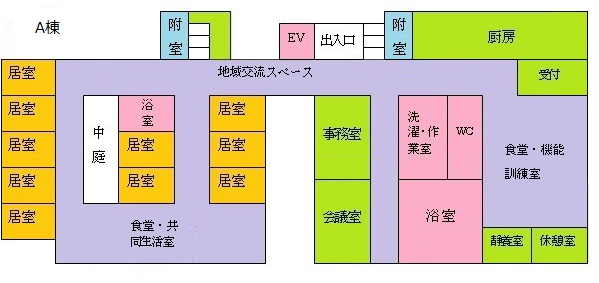 A棟
附
室
EV
出入口
附
室
厨房
居室
地域交流スペース
受付
居室
居室
居室
居室
中
庭
浴
室
居室
居室
居室
居室
居室
居室
食堂・共
同生活室
事務室
会議室
洗
濯・作
業室
WC
浴室
食堂・機能
訓練室
静養室
休憩室